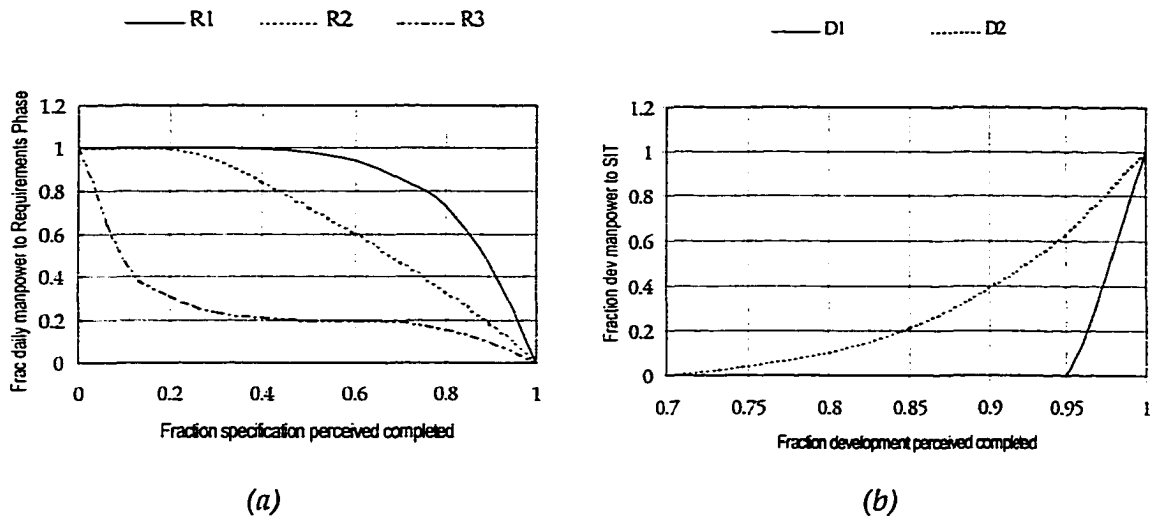 R1 R2 R3
D1 D2
Frac daily manpower to Requirements Phase
1.2
1
0.8
0.6
0.4
0.2
0
0 0.2 0.4 0.6 0.8 1
Fraction specification perceived completed
(a)
Fraction dev manpower to SIT
1.2
1
0.8
0.6
0.4
0.2
0
0.7 0.75 0.8 0.85 0.9 0.95 1
Fraction development perceived completed
(b)